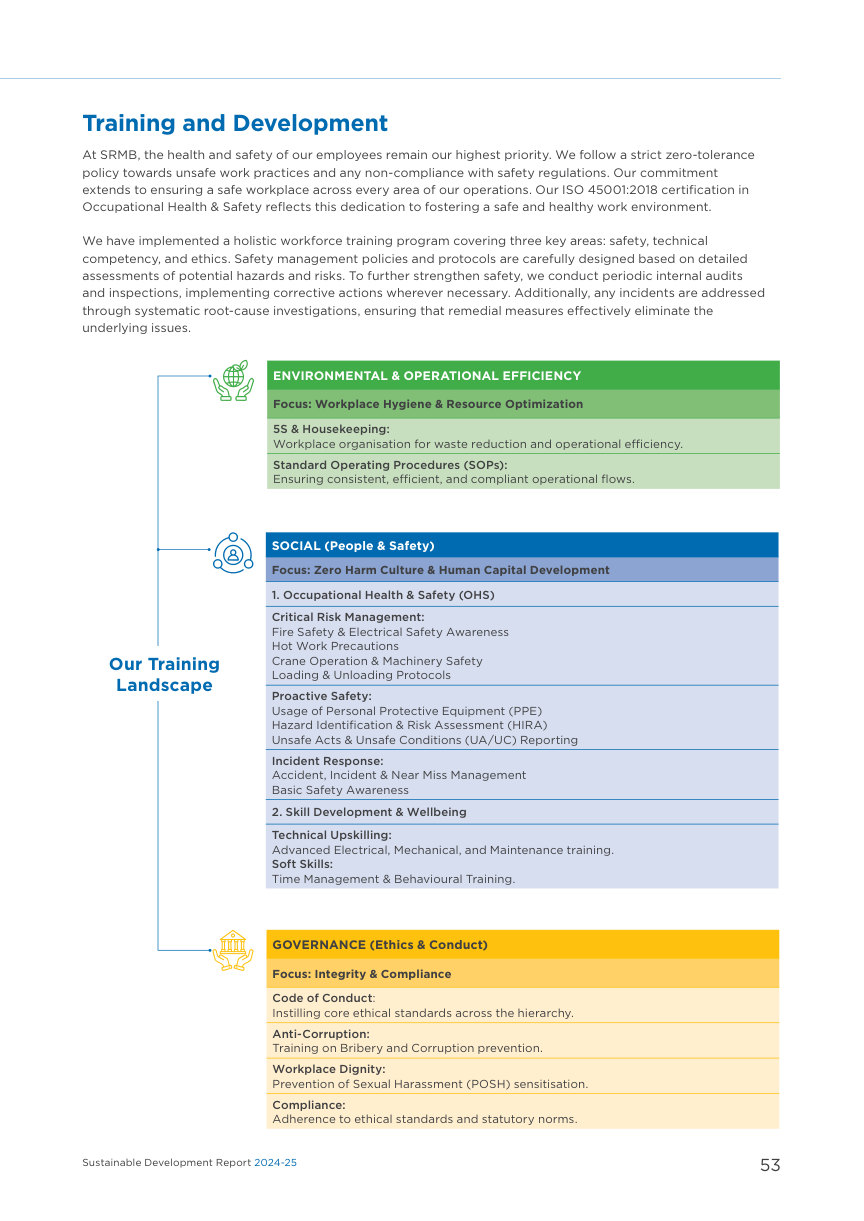 Training and Development
At SRMB, the health and safety of our employees remain our highest priority. We follow a strict zero-tolerance
policy towards unsafe work practices and any non-compliance with safety regulations. Our commitment
extends to ensuring a safe workplace across every area of our operations. Our ISO 45001:2018 certification in
Occupational Health & Safety reflects this dedication to fostering a safe and healthy work environment.
We have implemented a holistic workforce training program covering three key areas: safety, technical
competency, and ethics. Safety management policies and protocols are carefully designed based on detailed
assessments of potential hazards and risks. To further strengthen safety, we conduct periodic internal audits
and inspections, implementing corrective actions wherever necessary. Additionally, any incidents are addressed
through systematic root-cause investigations, ensuring that remedial measures effectively eliminate the
underlying issues.
Our Training
Landscape
ENVIRONMENTAL & OPERATIONAL EFFICIENCY
Focus: Workplace Hygiene & Resource Optimization
5S & Housekeeping:
Workplace organisation for waste reduction and operational efficiency.
Standard Operating Procedures (SOPs):
Ensuring consistent, efficient, and compliant operational flows.
SOCIAL (People & Safety)
Focus: Zero Harm Culture & Human Capital Development
1. Occupational Health & Safety (OHS)
Critical Risk Management:
Fire Safety & Electrical Safety Awareness
Hot Work Precautions
Crane Operation & Machinery Safety
Loading & Unloading Protocols
Proactive Safety:
Usage of Personal Protective Equipment (PPE)
Hazard Identification & Risk Assessment (HIRA)
Unsafe Acts & Unsafe Conditions (UA/UC) Reporting
Incident Response:
Accident, Incident & Near Miss Management
Basic Safety Awareness
2. Skill Development & Wellbeing
Technical Upskilling:
Advanced Electrical, Mechanical, and Maintenance training.
Soft Skills:
Time Management & Behavioural Training.
GOVERNANCE (Ethics & Conduct)
Focus: Integrity & Compliance
Code of Conduct:
Instilling core ethical standards across the hierarchy.
Anti-Corruption:
Training on Bribery and Corruption prevention.
Workplace Dignity:
Prevention of Sexual Harassment (POSH) sensitisation.
Compliance:
Adherence to ethical standards and statutory norms.
Sustainable Development Report 2024-25
53